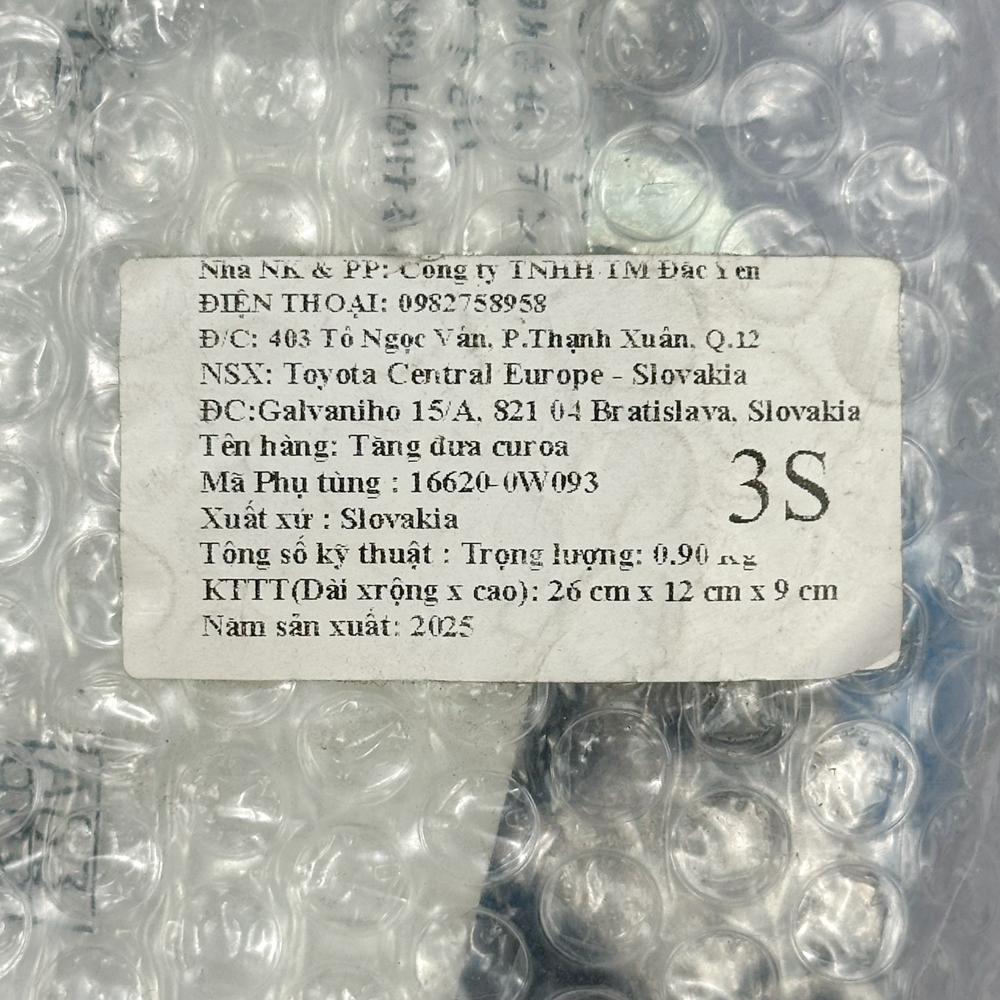 Nhà NK & PP: Công ty TNHH TM Đắc Yến
ĐIỆN THOẠI: 0982758958
Đ/C: 403 Tô Ngọc Vân, P.Thạnh Xuân, Q.12
NSX: Toyota Central Europe - Slovakia
ĐC:Galvaniho 15/A, 821 04 Bratislava, Slovakia
Tên hàng: Tăng đưa curoa
Mã Phụ tùng : 16620-0W093
3S
Xuất xứ : Slovakia
Tông số kỹ thuật : Trọng lượng: 0.90 Kg
KTTT(Dài xrộng x cao): 26 cm x 12 cm x 9 cm
Năm sản xuất: 2025